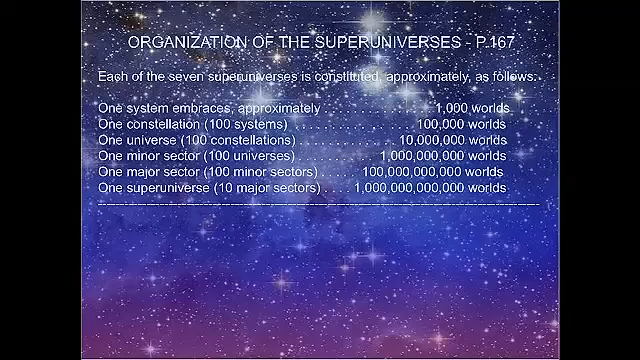 ORGANIZATION OF THE SUPERUNIVERSES - P.167
Each of the seven superuniverses is constituted, approximately, as follows:
One system embraces, approximately . . . . . . . . . . . . . . 1,000 worlds
One constellation (100 systems) . . . . . . . . . . . . . . . . 100,000 worlds
One universe (100 constellations) . . . . . . . . . . . . . 10,000,000 worlds
One minor sector (100 universes) . . . . . . . . . . 1,000,000,000 worlds
One major sector (100 minor sectors) . . . . . . 100,000,000,000 worlds
One superuniverse (10 major sectors) . . . . 1,000,000,000,000 worlds